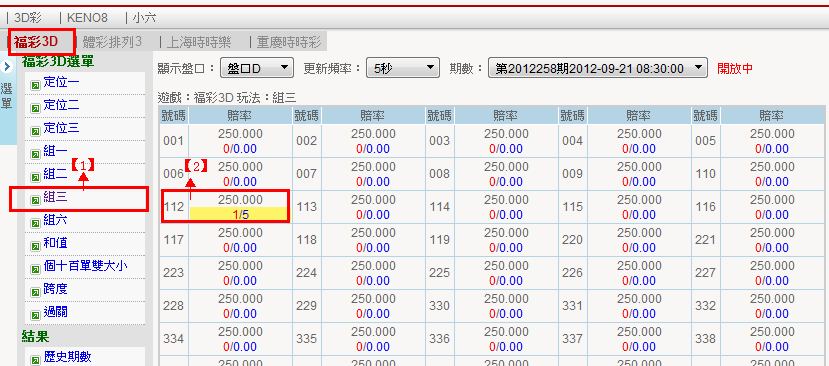 | 3D彩 | KENO8 | 小六
福彩3D | 體彩排列3 | 上海時時樂 | 重慶時時彩
選單
福彩3D選單
定位一
定位二
定位三
組一
組二
【1】
組三
組六
和值
個十百單雙大小
跨度
過關
結果
歷史期數
顯示盤口： 盤口D 更新頻率： 5秒 期數： 第2012258期2012-09-21 08:30:00 開放中
遊戲：福彩3D 玩法：組三
號碼 賠率 號碼 賠率 號碼 賠率 號碼 賠率 號碼 賠率
001 250.000 002 250.000 003 250.000 004 250.000 005 250.000
0/0.00 0/0.00 0/0.00 0/0.00 0/0.00
【2】
006 250.000 007 250.000 008 250.000 009 250.000 110 250.000
0/0.00 0/0.00 0/0.00 0/0.00 0/0.00
112 250.000 113 250.000 114 250.000 115 250.000 116 250.000
1/5 0/0.00 0/0.00 0/0.00 0/0.00
117 250.000 118 250.000 119 250.000 220 250.000 221 250.000
0/0.00 0/0.00 0/0.00 0/0.00 0/0.00
223 250.000 224 250.000 225 250.000 226 250.000 227 250.000
0/0.00 0/0.00 0/0.00 0/0.00 0/0.00
228 250.000 229 250.000 330 250.000 331 250.000 332 250.000
0/0.00 0/0.00 0/0.00 0/0.00 0/0.00
334 250.000 335 250.000 336 250.000 337 250.000 338 250.000
0/0.00 0/0.00 0/0.00 0/0.00 0/0.00
250.000 250.000 250.000 250.000 250.000